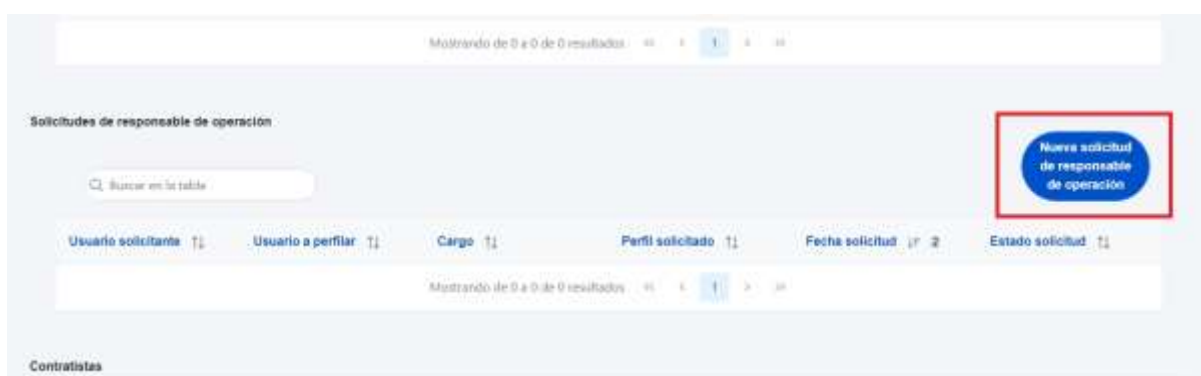 Mostrando de 0 a 0 de 0 resultados « < 1 > »
Solicitudes de responsable de operación
Nueva solicitud
de responsable
de operación
Buscar en la tabla
Usuario solicitante Usuario a perfilar Cargo Perfil solicitado Fecha solicitud 2 Estado solicitud
Mostrando de 0 a 0 de 0 resultados « < 1 > »
Contratistas